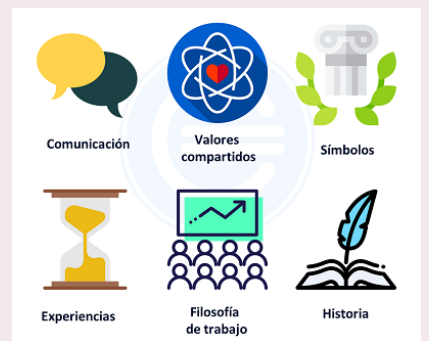 Comunicación
Valores
compartidos
Símbolos
Experiencias
Filosofía
de trabajo
Historia